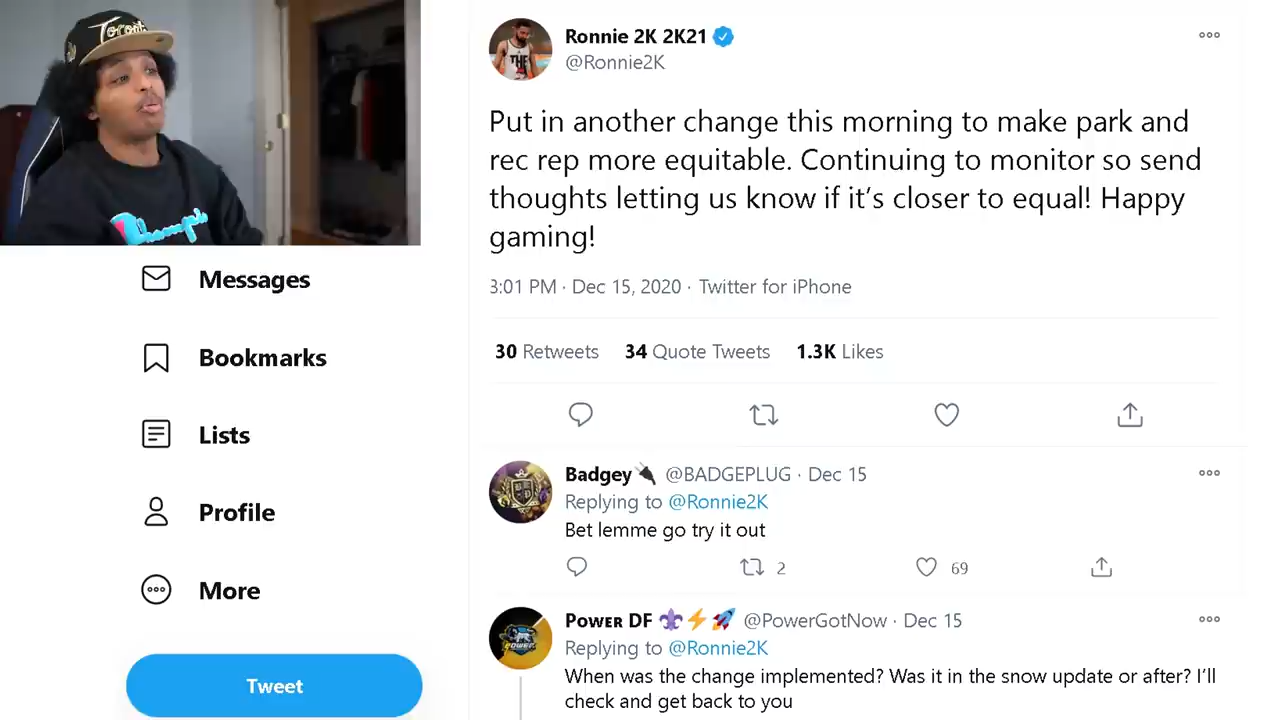 Toronto
Champio
Ronnie 2K 2K21
@Ronnie2K
Put in another change this morning to make park and
rec rep more equitable. Continuing to monitor so send
thoughts letting us know if it's closer to equal! Happy
gaming!
3:01 PM · Dec 15, 2020 · Twitter for iPhone
30 Retweets 34 Quote Tweets 1.3K Likes
Messages
Bookmarks
Lists
Profile
More
Tweet
Badgey @BADGEPLUG · Dec 15
Replying to @Ronnie2K
Bet lemme go try it out
2 69
Power DF @PowerGotNow · Dec 15
Replying to @Ronnie2K
When was the change implemented? Was it in the snow update or after? I'll
check and get back to you